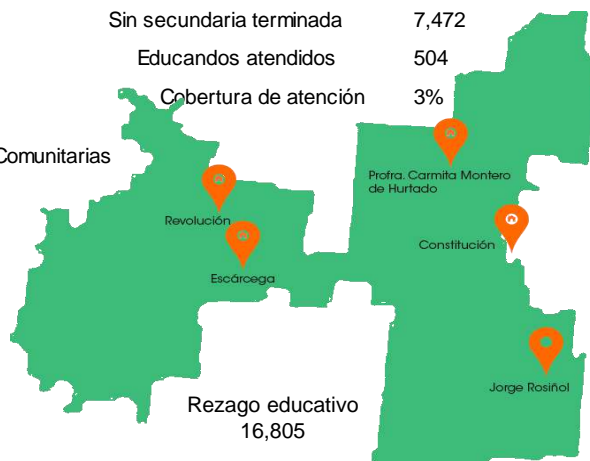 Sin secundaria terminada 7,472
Educandos atendidos 504
Cobertura de atención 3%
Comunitarias
Profra. Carmita Montero
de Hurtado
Revolución
Constitución
Escárcega
Jorge Rosiñol
Rezago educativo
16,805